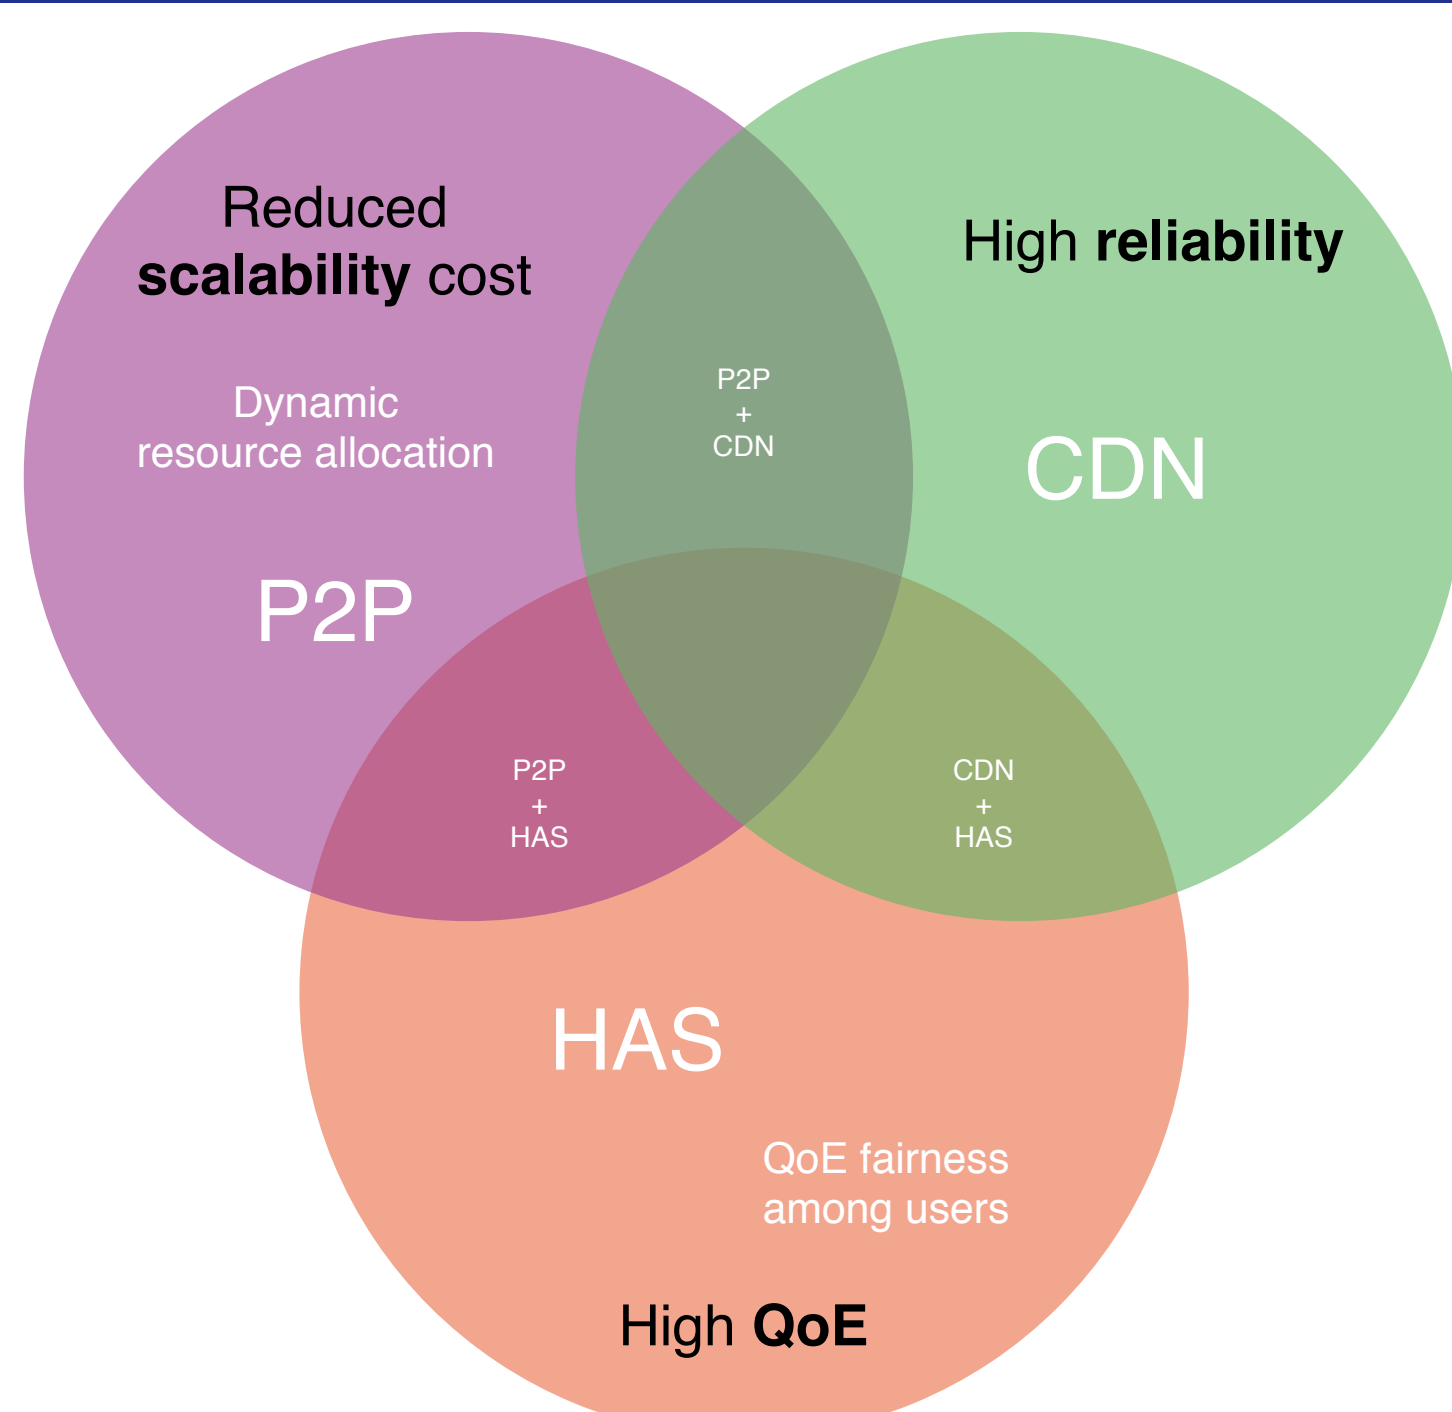 Reduced
scalability cost
Dynamic
resource allocation
P2P
High reliability
CDN
P2P
+
CDN
P2P
+
HAS
CDN
+
HAS
HAS
QoE fairness
among users
High QoE